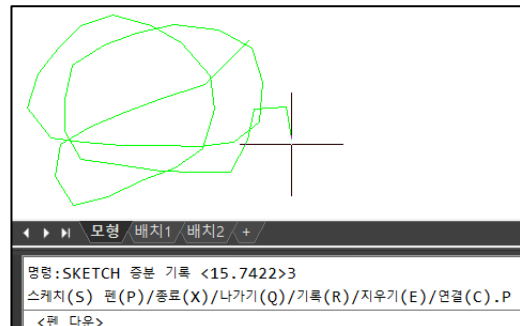 모형 배치1 배치2 +
명령:SKETCH 증분 기록 <15.7422>3
스케치(S) 펜(P)/종료(X)/나가기(Q)/기록(R)/지우기(E)/연결(C).P
<펜 다운>